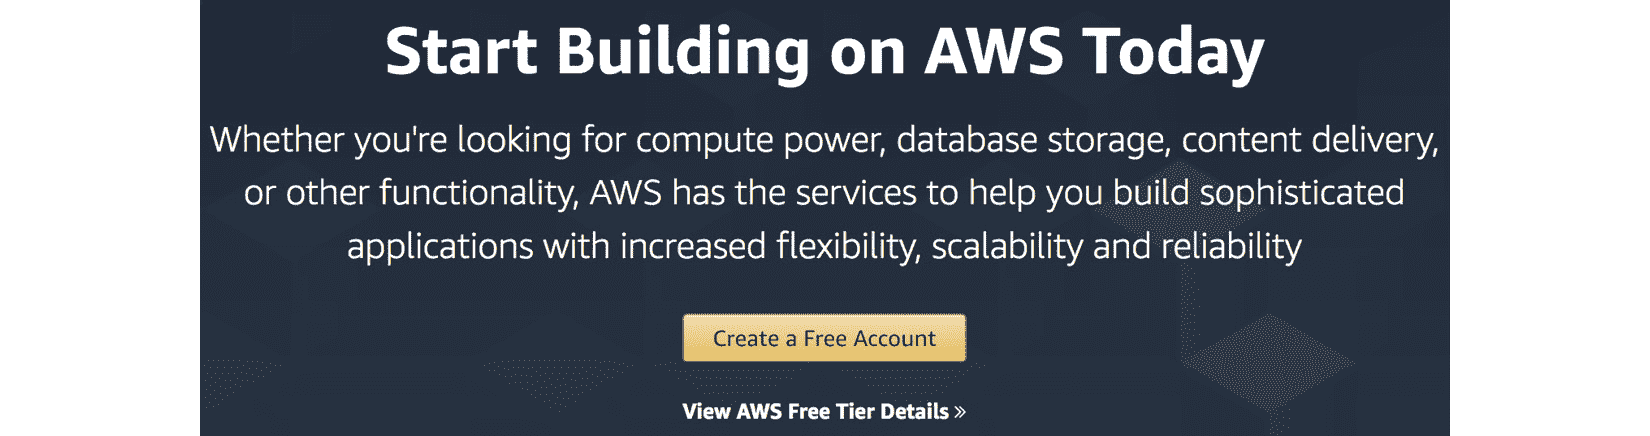 Start Building on AWS Today
Whether you're looking for compute power, database storage, content delivery,
or other functionality, AWS has the services to help you build sophisticated
applications with increased flexibility, scalability and reliability
Create a Free Account
View AWS Free Tier Details »